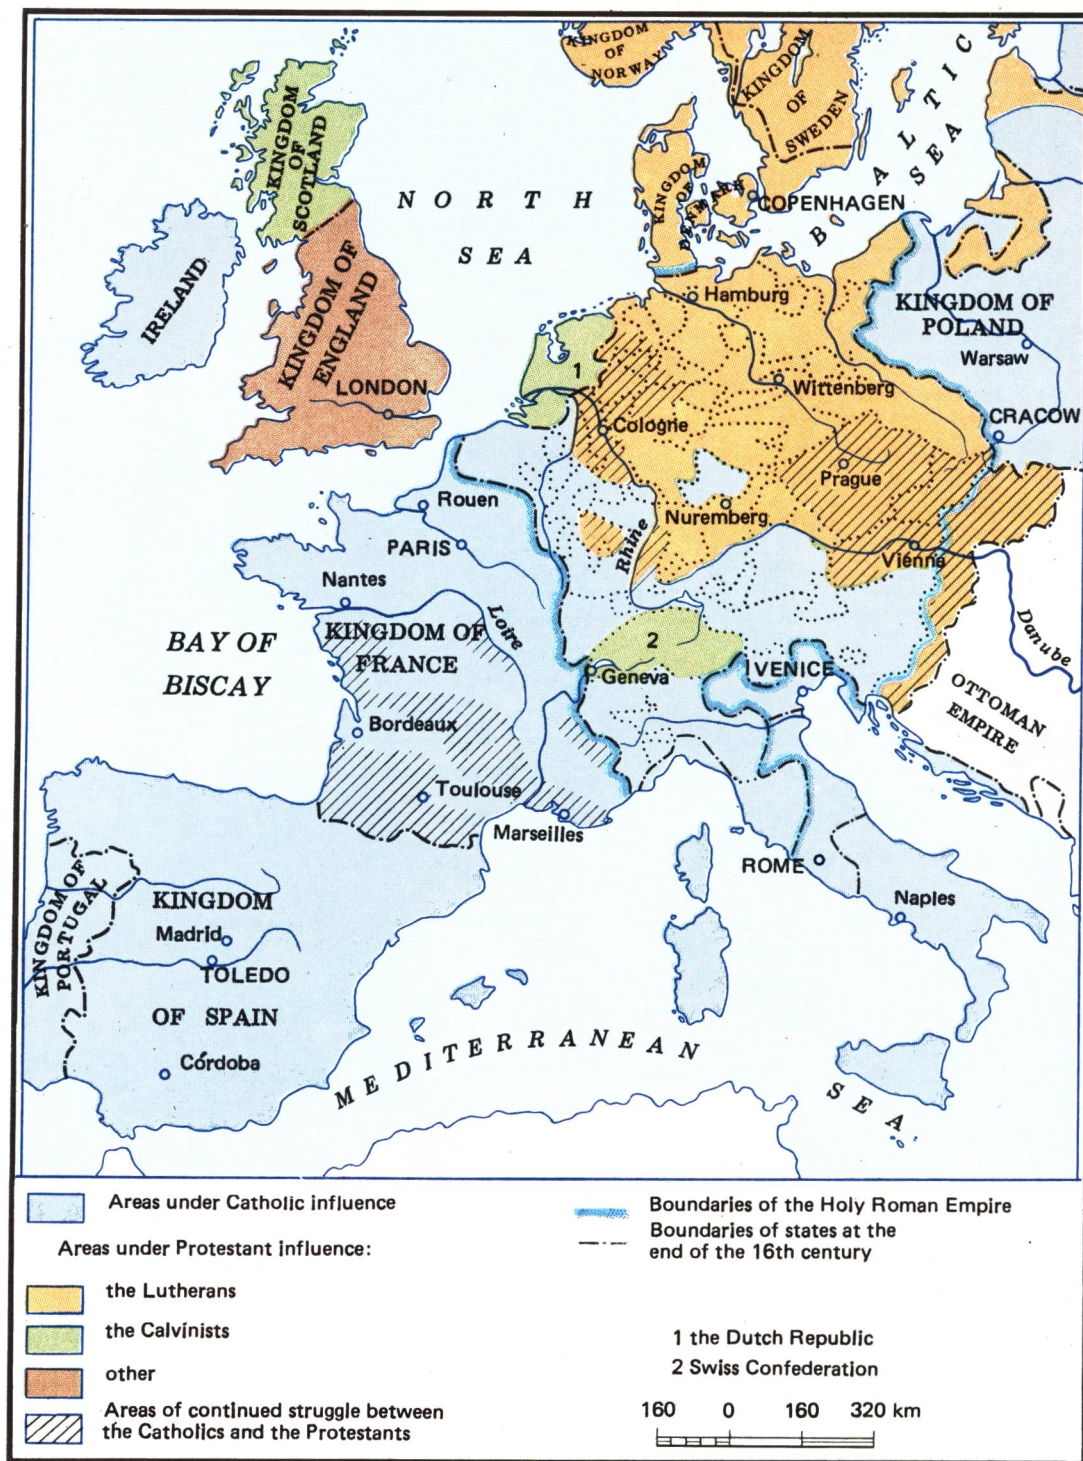 KINGDOM
OF
NORWAY
KINGDOM
OF
SWEDEN
BALTIC
SEA
KINGDOM
OF
SCOTLAND
NORTH
SEA
KINGDOM
OF
DENMARK
COPENHAGEN
IRELAND
KINGDOM OF
ENGLAND
LONDON
Hamburg
KINGDOM OF
POLAND
Warsaw
1
Wittenberg
CRACOW
Cologne
Prague
Rouen
Nuremberg
PARIS
Rhine
Vienne
Nantes
Loire
Danube
BAY OF
BISCAY
KINGDOM OF
FRANCE
2
Geneva
VENICE
OTTOMAN
EMPIRE
Bordeaux
Toulouse
Marseilles
ROME
Naples
KINGDOM OF
PORTUGAL
KINGDOM
Madrid
TOLEDO
OF SPAIN
Córdoba
MEDITERRANEAN
SEA
Areas under Catholic influence
Areas under Protestant influence:
the Lutherans
the Calvinists
other
Areas of continued struggle between
the Catholics and the Protestants
Boundaries of the Holy Roman Empire
Boundaries of states at the
end of the 16th century
1 the Dutch Republic
2 Swiss Confederation
160 0 160 320 km